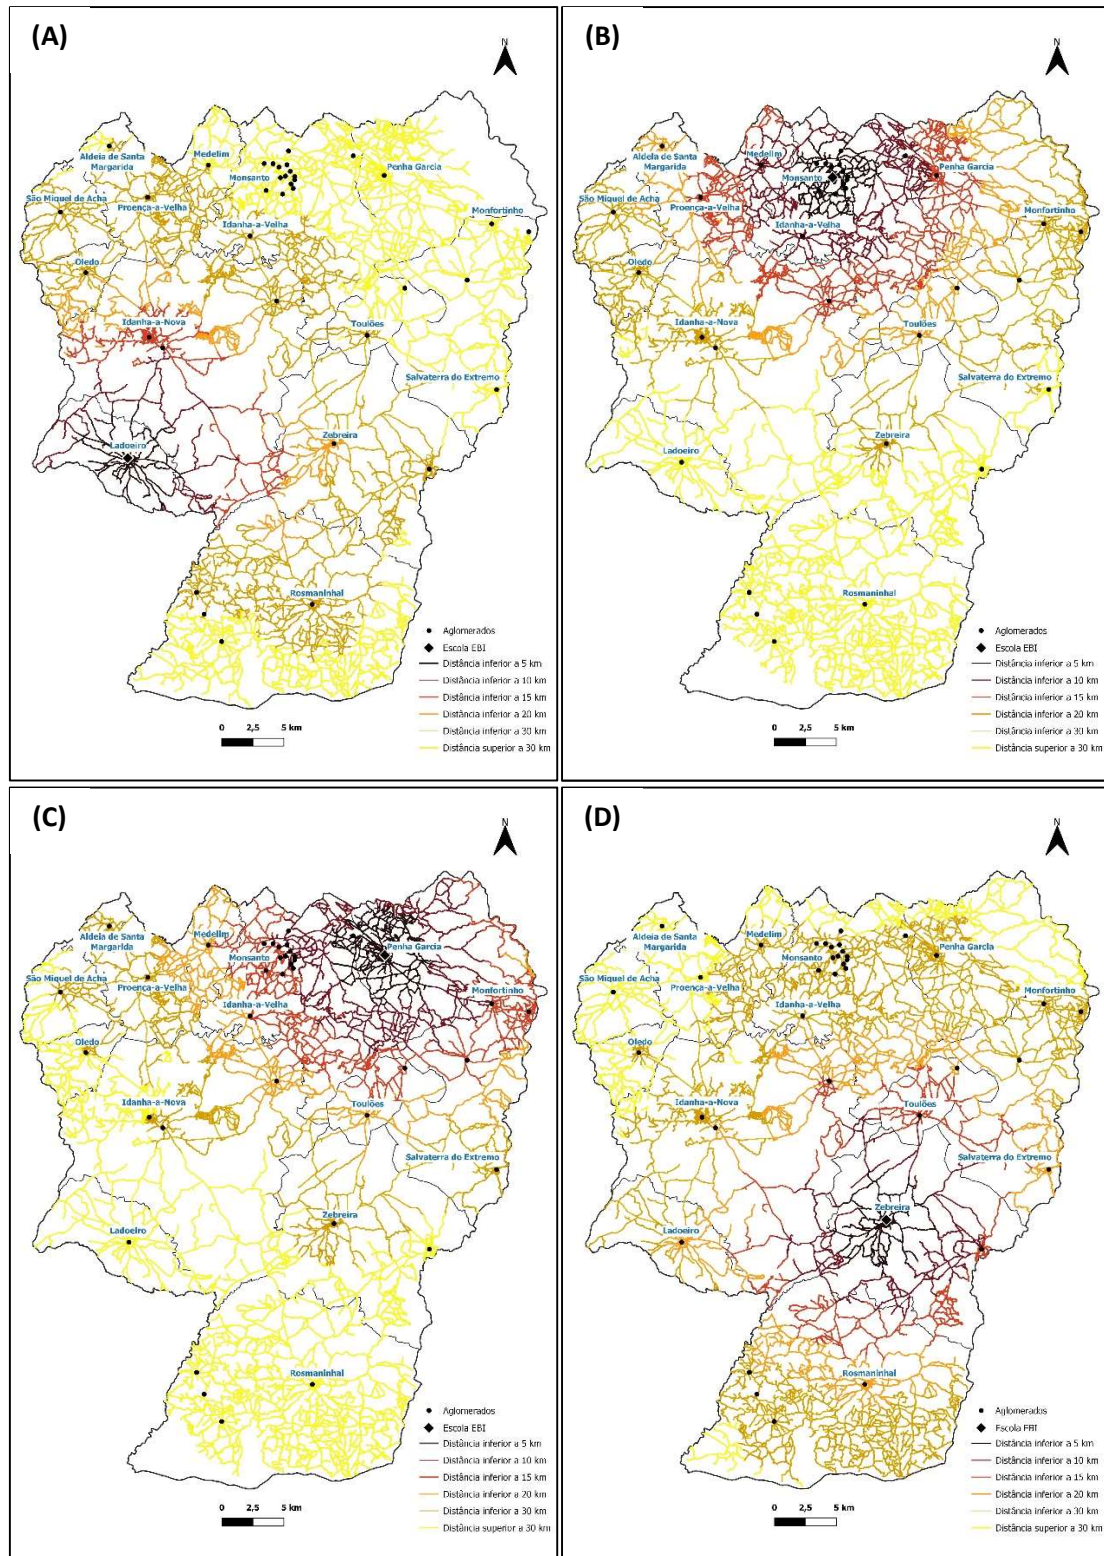 (A)
N
Aldeia de Santa
Margarida
Medelim
Monsanto
Penha Garcia
São Miguel de Acha
Proença-a-Velha
Monfortinho
Idanha-a-Velha
Oledo
Idanha-a-Nova
Toulões
Salvaterra do Extremo
Zebreira
Ladoeiro
Rosmaninhal
Aglomerados
Escola EBI
Distância inferior a 5 km
Distância inferior a 10 km
Distância inferior a 15 km
Distância inferior a 20 km
Distância inferior a 30 km
Distância superior a 30 km
0 2,5 5 km
(B)
N
Aldeia de Santa
Margarida
Medelim
Monsanto
Penha Garcia
São Miguel de Acha
Proença-a-Velha
Monfortinho
Idanha-a-Velha
Oledo
Idanha-a-Nova
Toulões
Salvaterra do Extremo
Zebreira
Ladoeiro
Rosmaninhal
Aglomerados
Escola EBI
Distância inferior a 5 km
Distância inferior a 10 km
Distância inferior a 15 km
Distância inferior a 20 km
Distância inferior a 30 km
Distância superior a 30 km
0 2,5 5 km
(C)
N
Aldeia de Santa
Margarida
Medelim
Monsanto
Penha Garcia
São Miguel de Acha
Proença-a-Velha
Monfortinho
Idanha-a-Velha
Oledo
Idanha-a-Nova
Toulões
Salvaterra do Extremo
Zebreira
Ladoeiro
Rosmaninhal
Aglomerados
Escola EBI
Distância inferior a 5 km
Distância inferior a 10 km
Distância inferior a 15 km
Distância inferior a 20 km
Distância inferior a 30 km
Distância superior a 30 km
0 2,5 5 km
(D)
N
Aldeia de Santa
Margarida
Medelim
Monsanto
Penha Garcia
São Miguel de Acha
Proença-a-Velha
Monfortinho
Idanha-a-Velha
Oledo
Idanha-a-Nova
Toulões
Salvaterra do Extremo
Zebreira
Ladoeiro
Rosmaninhal
Aglomerados
Escola EBI
Distância inferior a 5 km
Distância inferior a 10 km
Distância inferior a 15 km
Distância inferior a 20 km
Distância inferior a 30 km
Distância superior a 30 km
0 2,5 5 km